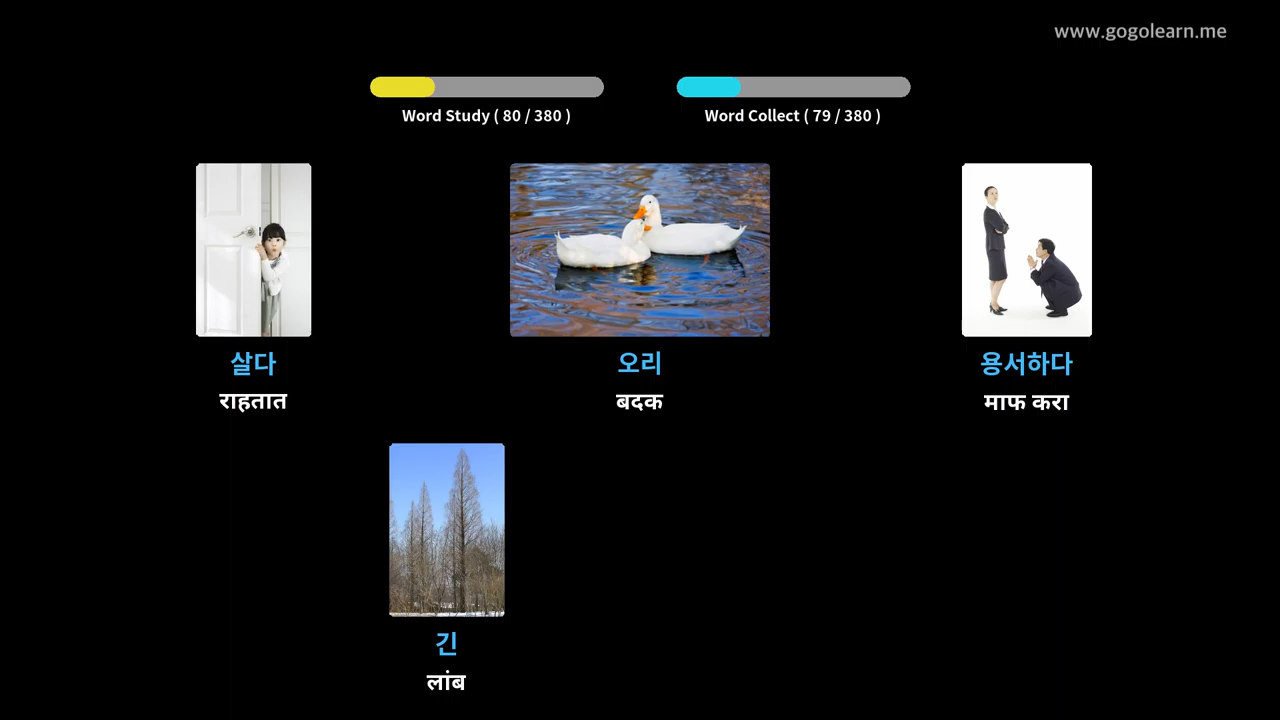 www.gogolearn.me
Word Study ( 80 / 380 )
Word Collect ( 79 / 380 )
살다
राहतात
오리
बदक
용서하다
माफ करा
긴
लांब